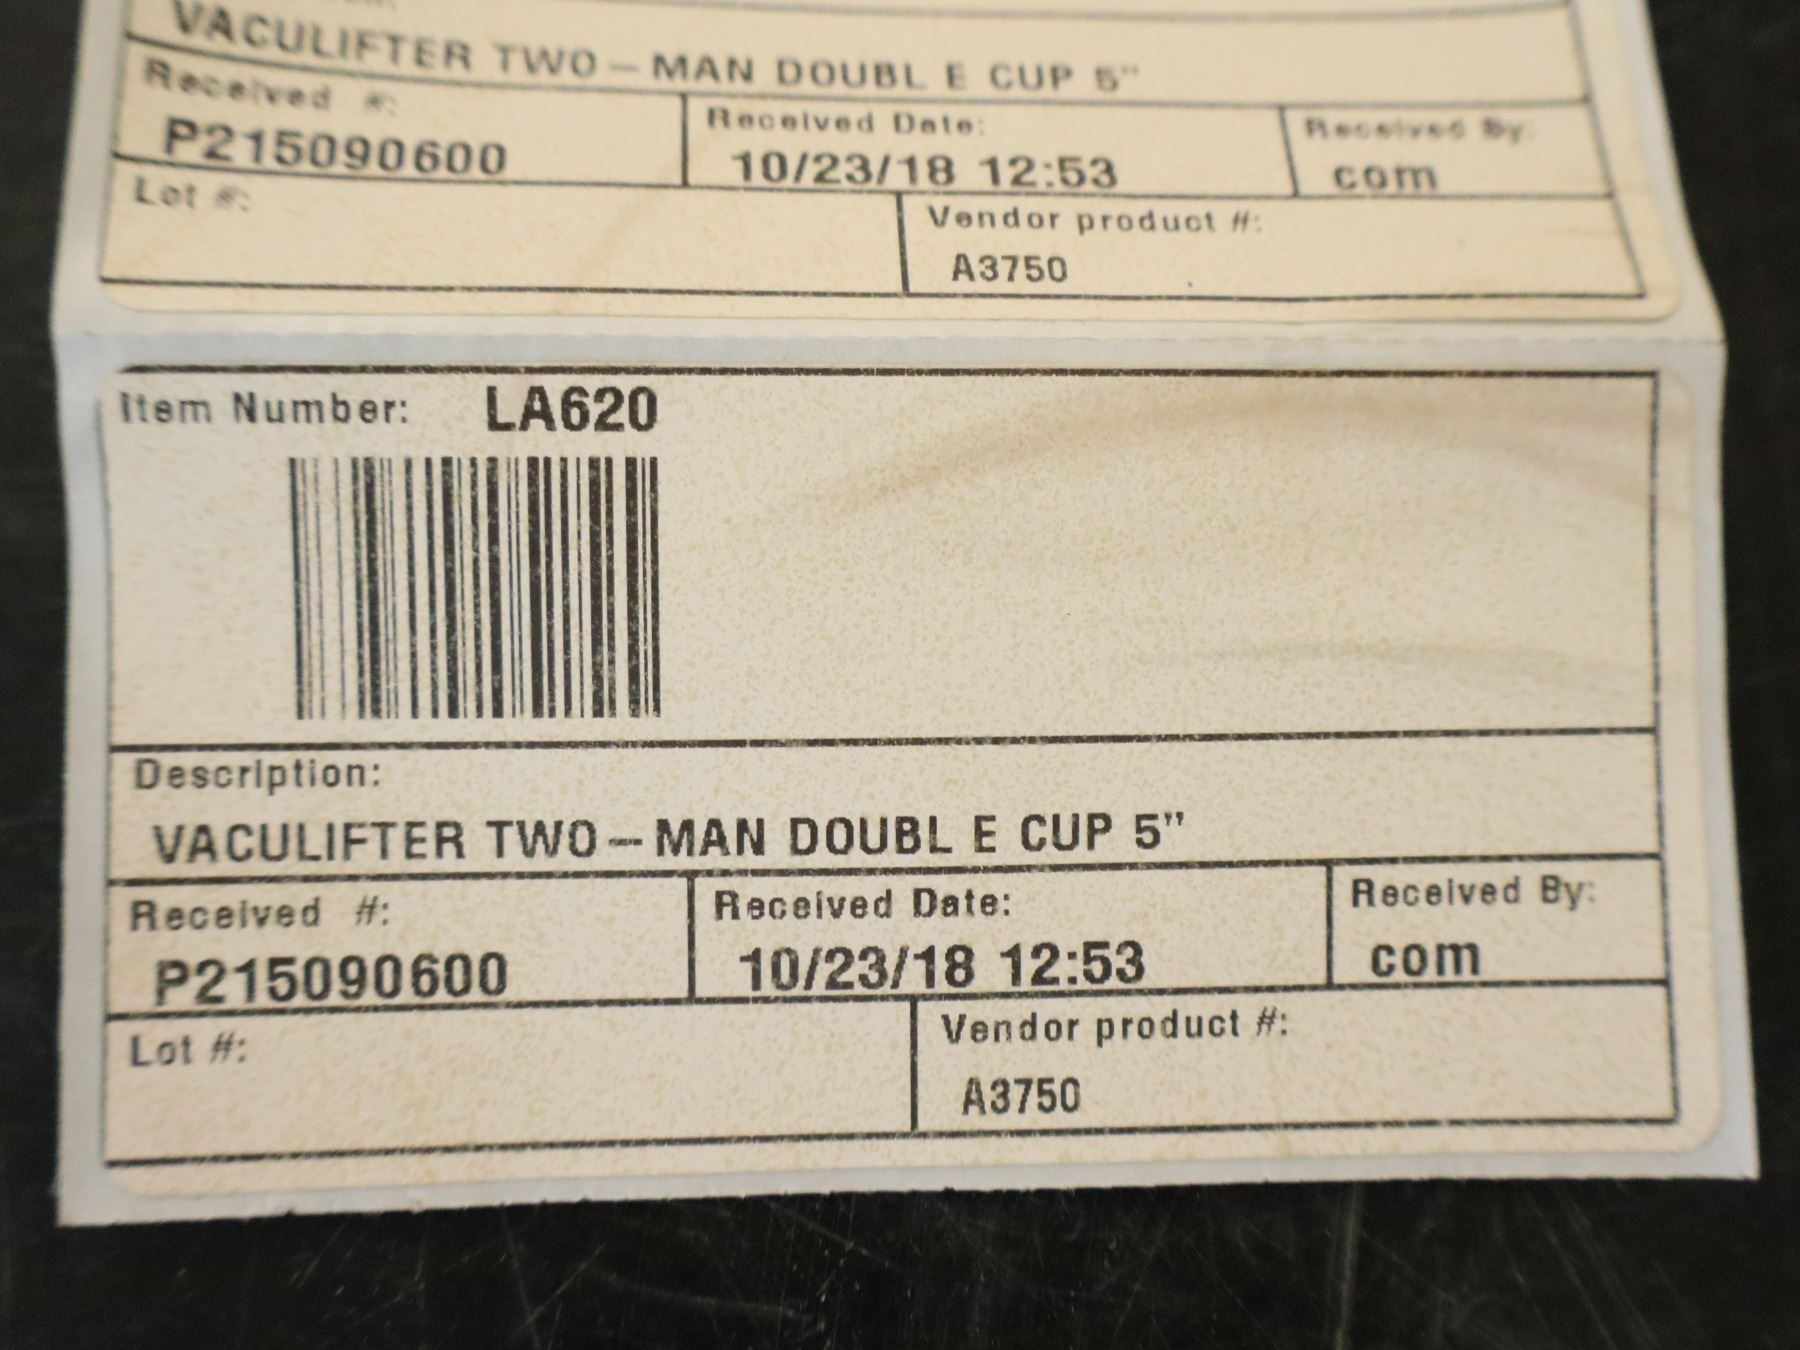 VACULIFTER TWO-MAN DOUBL E CUP 5"
Received #: Received Date: Received By:
P215090600 10/23/18 12:53 com
Lot #: Vendor product #:
A3750
Item Number: LA620
Description:
VACULIFTER TWO-MAN DOUBL E CUP 5"
Received #: Received Date: Received By:
P215090600 10/23/18 12:53 com
Lot #: Vendor product #:
A3750